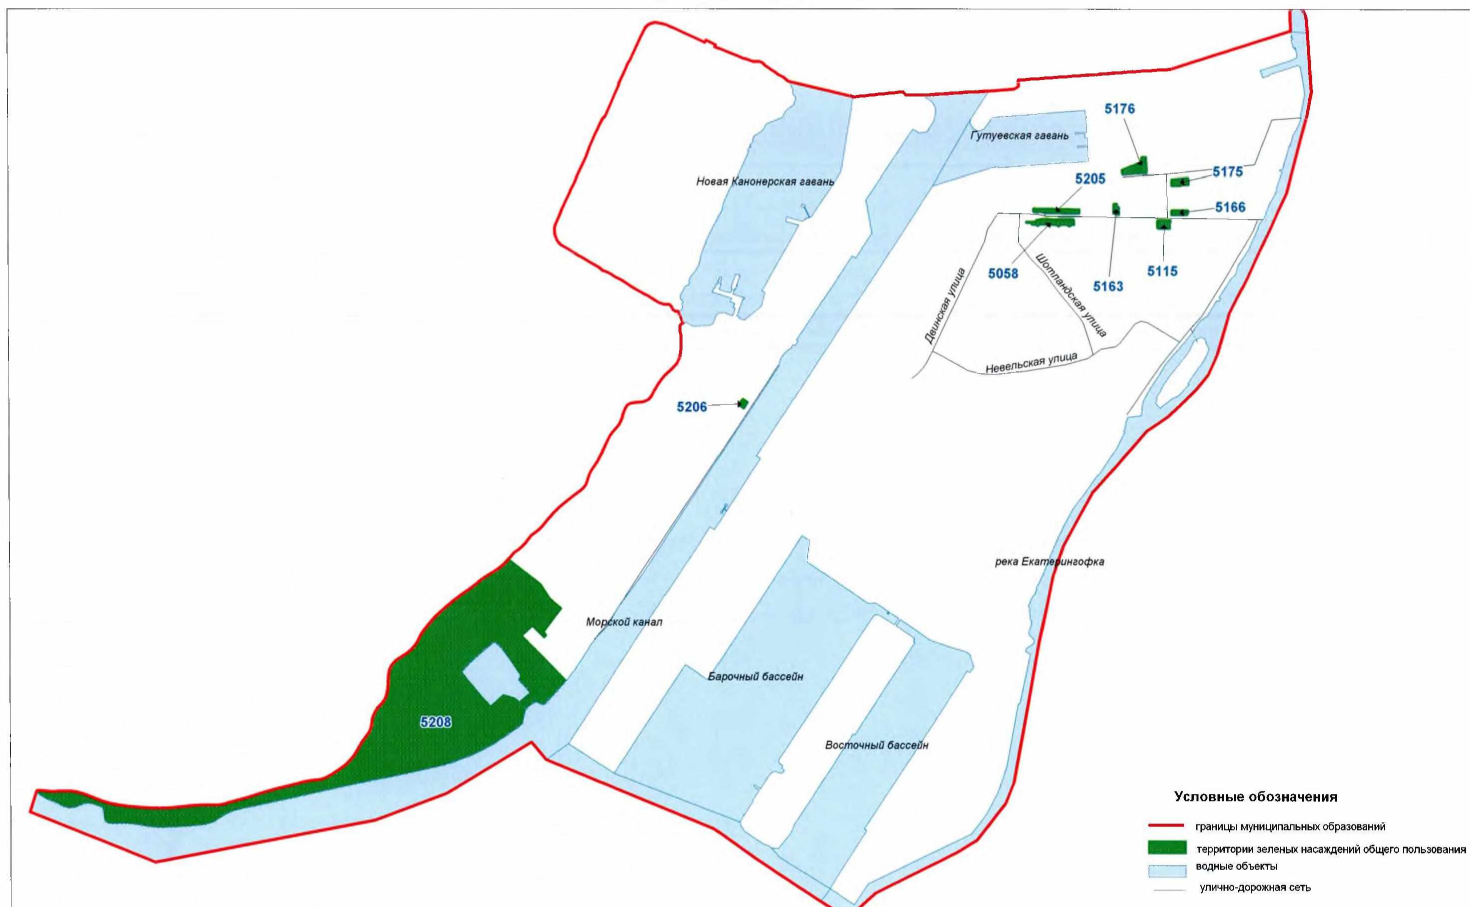 5176
Гутуевская гавань
5175
5205
Новая Канонерская гавань
5166
5058
5163
5115
Двинская улица
Шотландская улица
Невельская улица
5206
река Екатерингофка
Морской канал
Барочный бассейн
5208
Восточный бассейн
Условные обозначения
границы муниципальных образований
территории зеленых насаждений общего пользования
водные объекты
улично-дорожная сеть